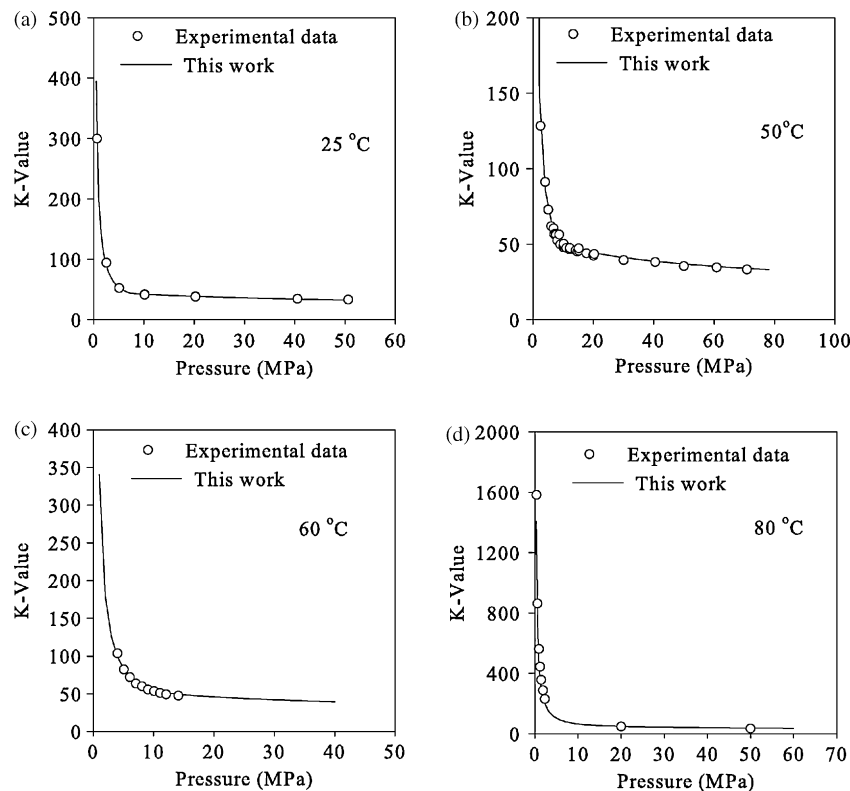 (a)
500
400
300
200
100
0
K-Value
Experimental data
This work
25 °C
0 10 20 30 40 50 60
Pressure (MPa)
(b)
200
150
100
50
0
K-Value
Experimental data
This work
50°C
0 20 40 60 80 100
Pressure (MPa)
(c)
400
350
300
250
200
150
100
50
0
K-Value
Experimental data
This work
60 °C
0 10 20 30 40 50
Pressure (MPa)
(d)
2000
1600
1200
800
400
0
K-Value
Experimental data
This work
80 °C
0 10 20 30 40 50 60 70
Pressure (MPa)